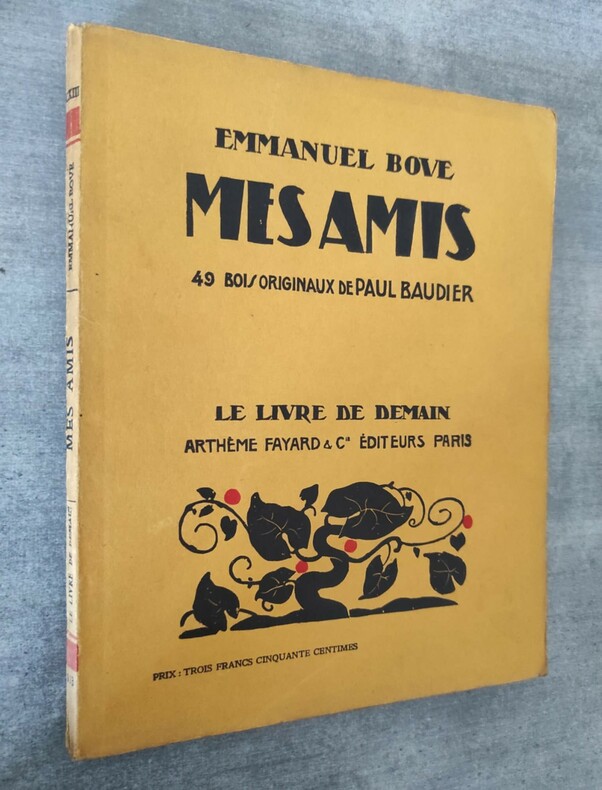 EMMANUEL BOVE
MES AMIS
49 BOIS ORIGINAUX DE PAUL BAUDIER
LE LIVRE DE DEMAIN
ARTHÈME FAYARD & Cie ÉDITEURS PARIS
PRIX : TROIS FRANCS CINQUANTE CENTIMES
EMMANUEL BOVE
MES AMIS
LE LIVRE DE DEMAIN